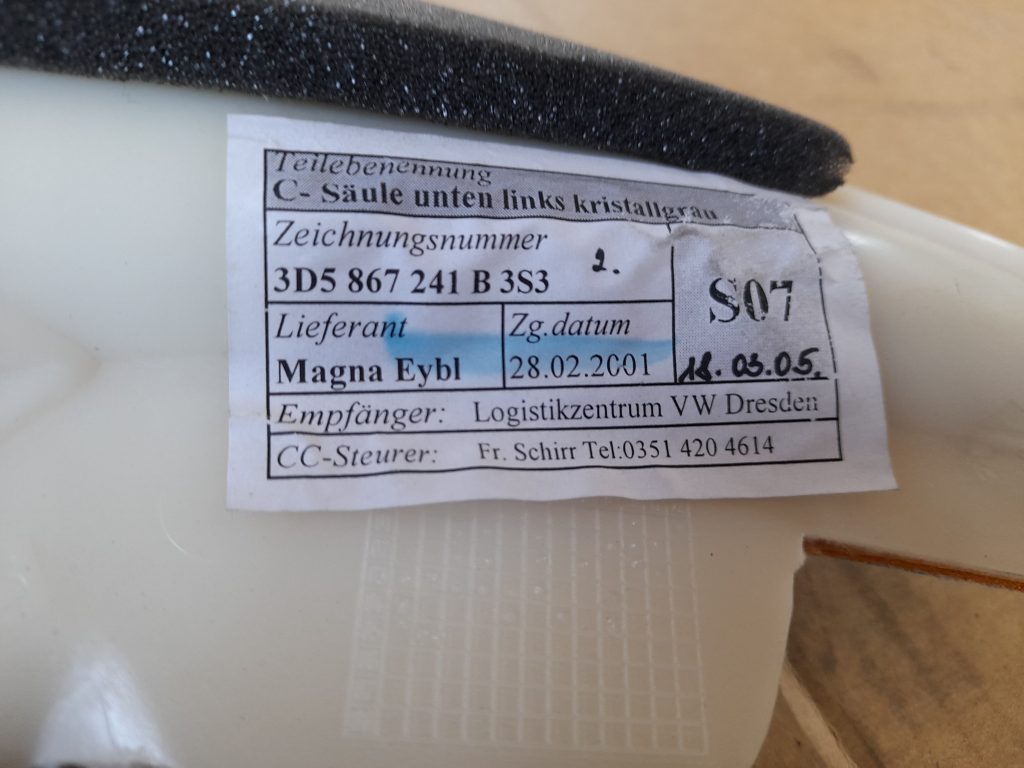 Teilebenennung
C- Säule unten links kristallgrau
Zeichnungsnummer
2.
3D5 867 241 B 3S3
S07
Lieferant
Zg.datum
Magna Eybl
28.02.2001
18.03.05.
Empfänger: Logistikzentrum VW Dresden
CC-Steurer: Fr. Schirr Tel:0351 420 4614